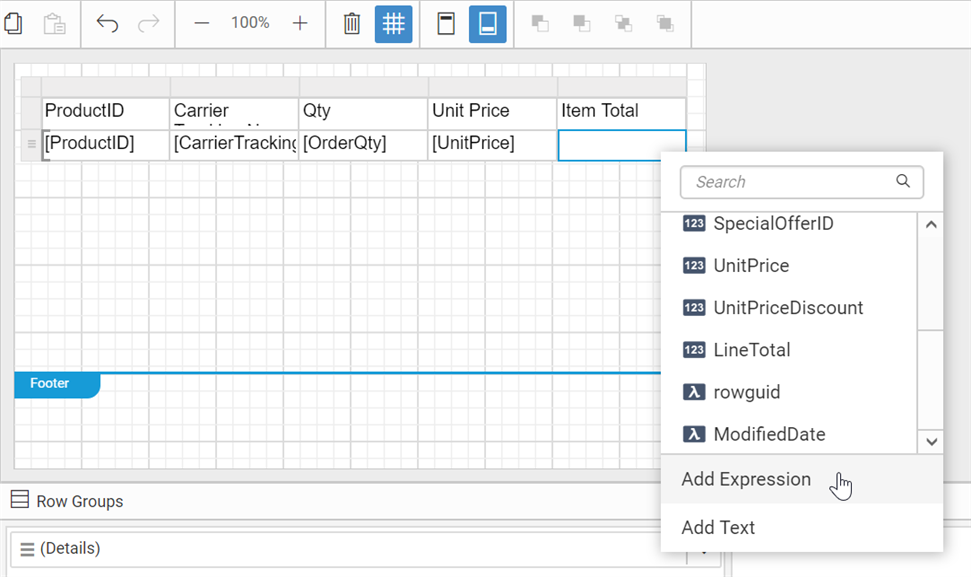 100%
ProductID Carrier Qty Unit Price Item Total
[ProductID] [CarrierTracking [OrderQty] [UnitPrice]
Search
123 SpecialOfferID
123 UnitPrice
123 UnitPriceDiscount
123 LineTotal
λ rowguid
λ ModifiedDate
Footer
Add Expression
Row Groups
Add Text
(Details)